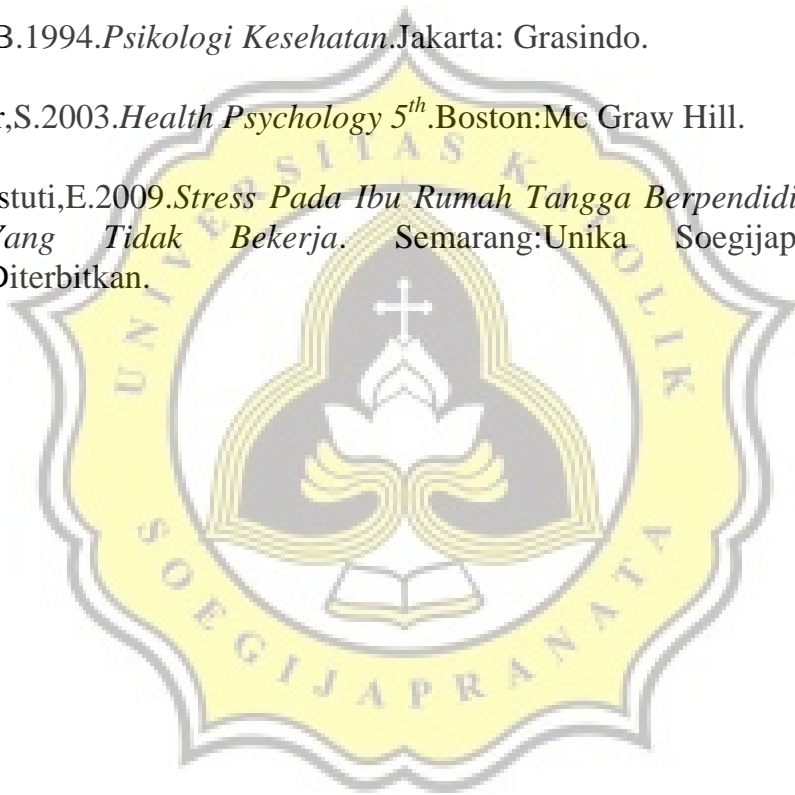 B.1994.Psikologi Kesehatan.Jakarta: Grasindo.
r,S.2003.Health Psychology 5th.Boston:Mc Graw Hill.
stuti,E.2009.Stress Pada Ibu Rumah Tangga Berpendidi
Yang Tidak Bekerja. Semarang:Unika Soegijap
Diterbitkan.
UNIVERSITAS KATOLIK
SOEGIJAPRANATA